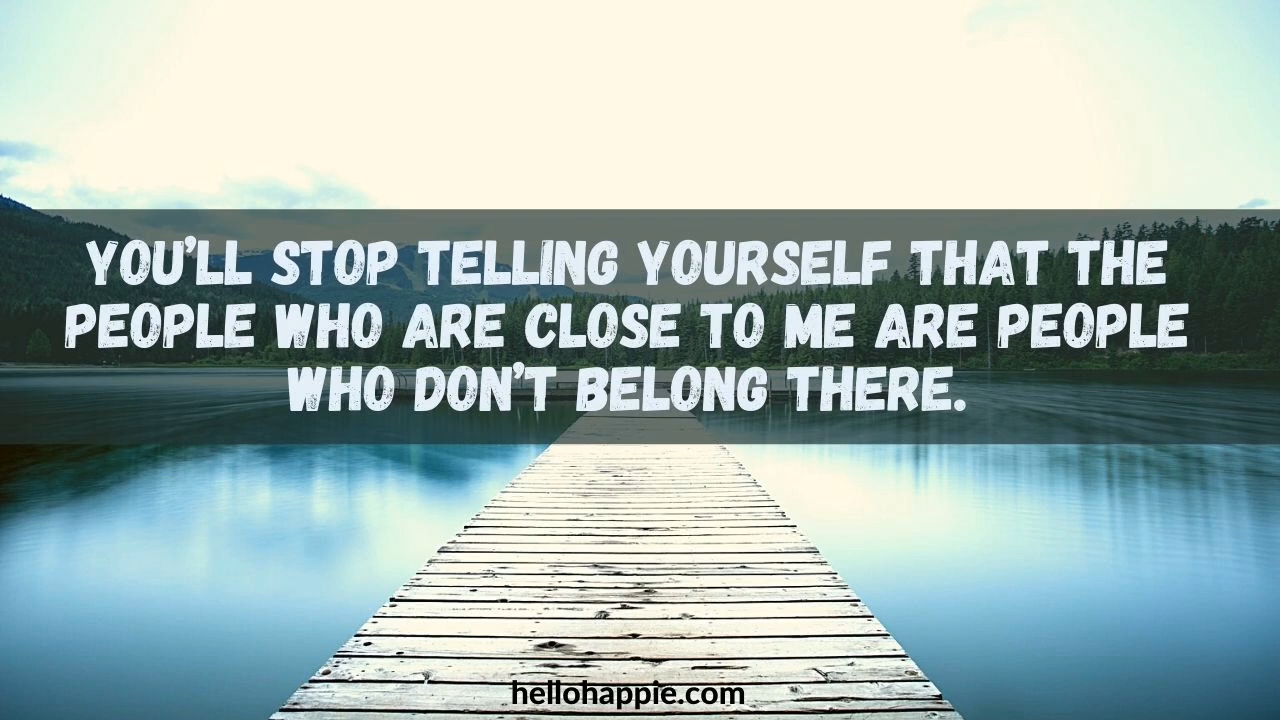 YOU'LL STOP TELLING YOURSELF THAT THE
PEOPLE WHO ARE CLOSE TO ME ARE PEOPLE
WHO DON'T BELONG THERE.
hellohappie.com